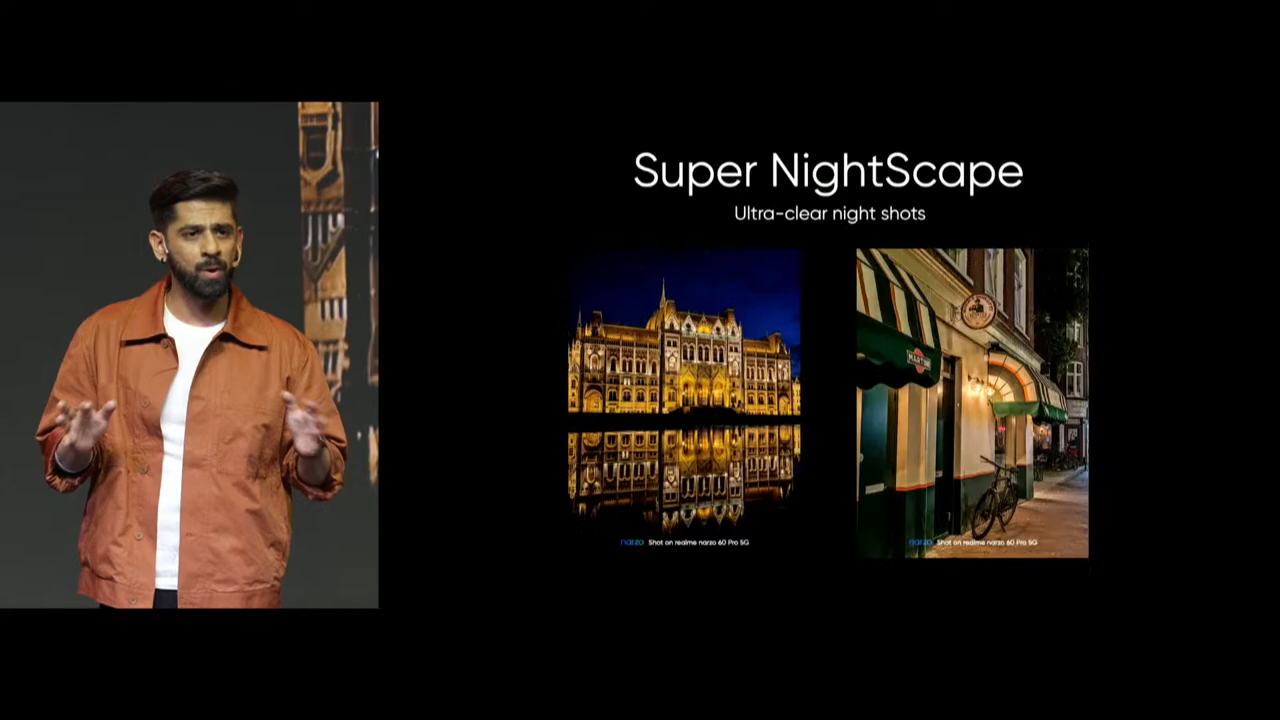 Super NightScape
Ultra-clear night shots
MARTINI
narzo Shot on realme narzo 60 Pro 5G
narzo Shot on realme narzo 60 Pro 5G